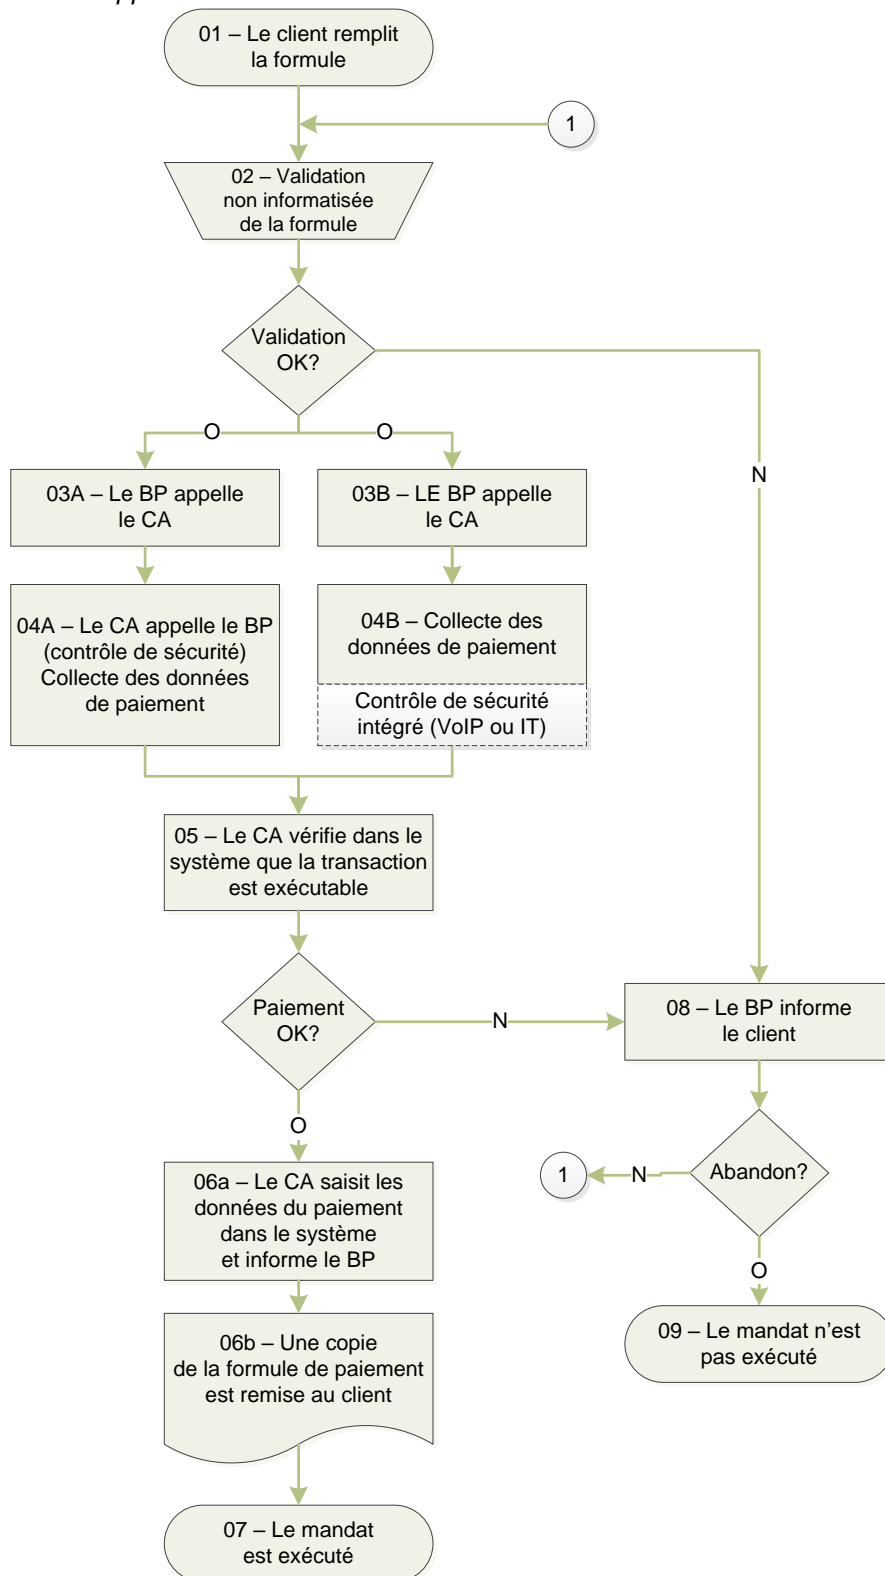 01 – Le client remplit
la formule
1
02 – Validation
non informatisée
de la formule
Validation
OK?
O
O
N
03A – Le BP appelle
le CA
03B – LE BP appelle
le CA
04A – Le CA appelle le BP
(contrôle de sécurité)
Collecte des données
de paiement
04B – Collecte des
données de paiement
Contrôle de sécurité
intégré (VoIP ou IT)
05 – Le CA vérifie dans le
système que la transaction
est exécutable
Paiement
OK?
N
08 – Le BP informe
le client
O
Abandon?
N
1
O
06a – Le CA saisit les
données du paiement
dans le système
et informe le BP
09 – Le mandat n’est
pas exécuté
06b – Une copie
de la formule de paiement
est remise au client
07 – Le mandat
est exécuté